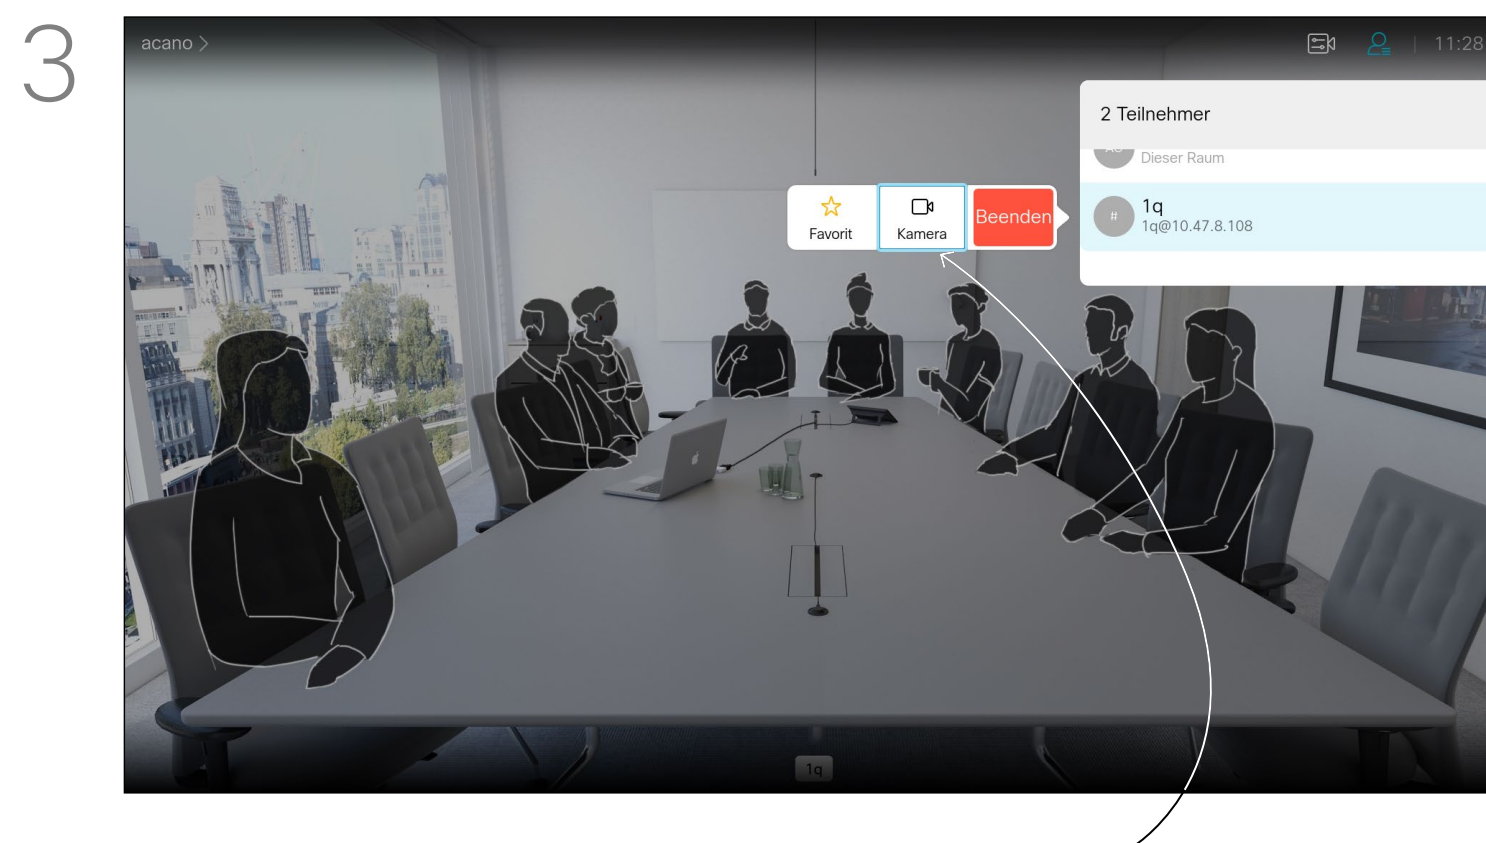 3
acano >
11:28
2 Teilnehmer
Dieser Raum
Favorit
Kamera
Beenden
#
1q
1q@10.47.8.108
1q